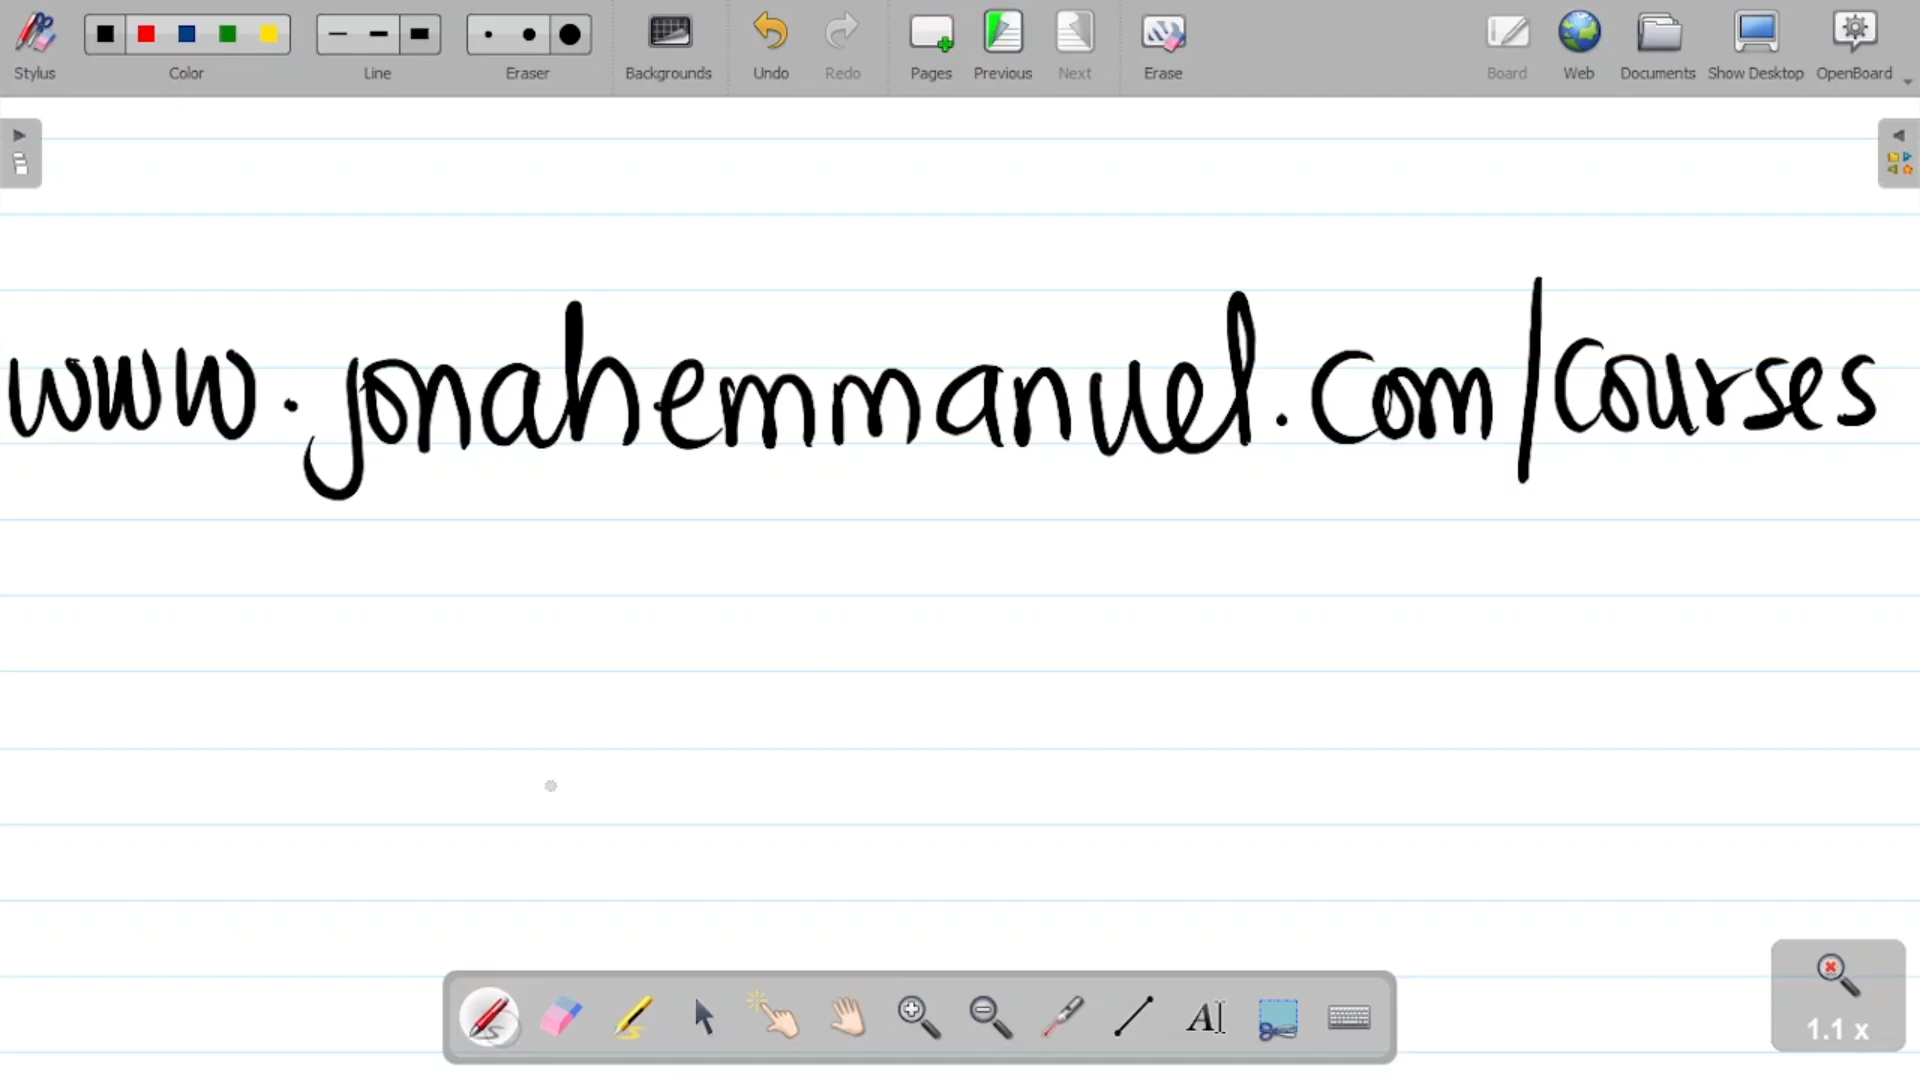 Stylus Color Line Eraser Backgrounds Undo Redo Pages Previous Next Erase Board Web Documents Show Desktop OpenBoard
www.jonahemmanuel.com/courses
AI
1.1 x